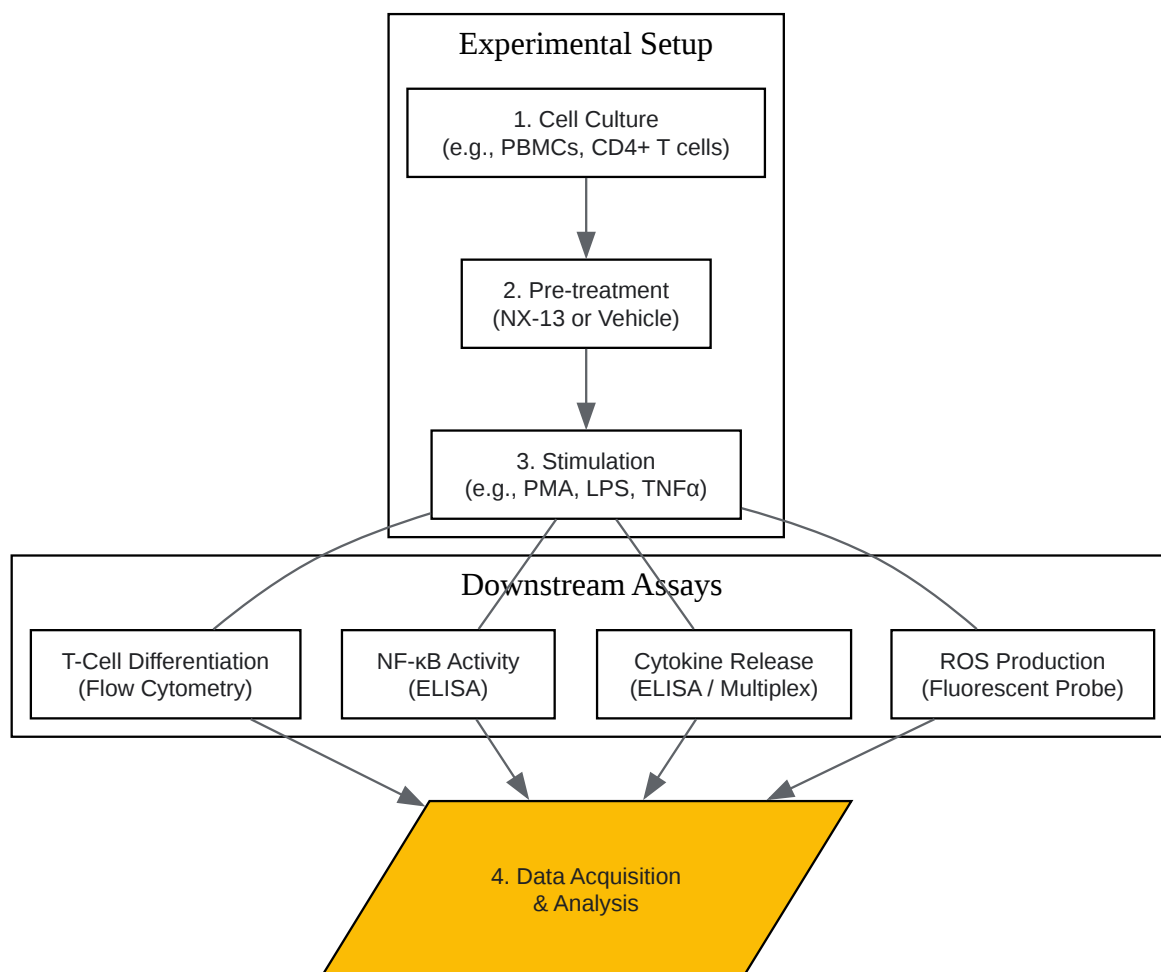 Experimental Setup
1. Cell Culture
(e.g., PBMCs, CD4+ T cells)
2. Pre-treatment
(NX-13 or Vehicle)
3. Stimulation
(e.g., PMA, LPS, TNFα)
Downstream Assays
T-Cell Differentiation
(Flow Cytometry)
NF-κB Activity
(ELISA)
Cytokine Release
(ELISA / Multiplex)
ROS Production
(Fluorescent Probe)
4. Data Acquisition
& Analysis